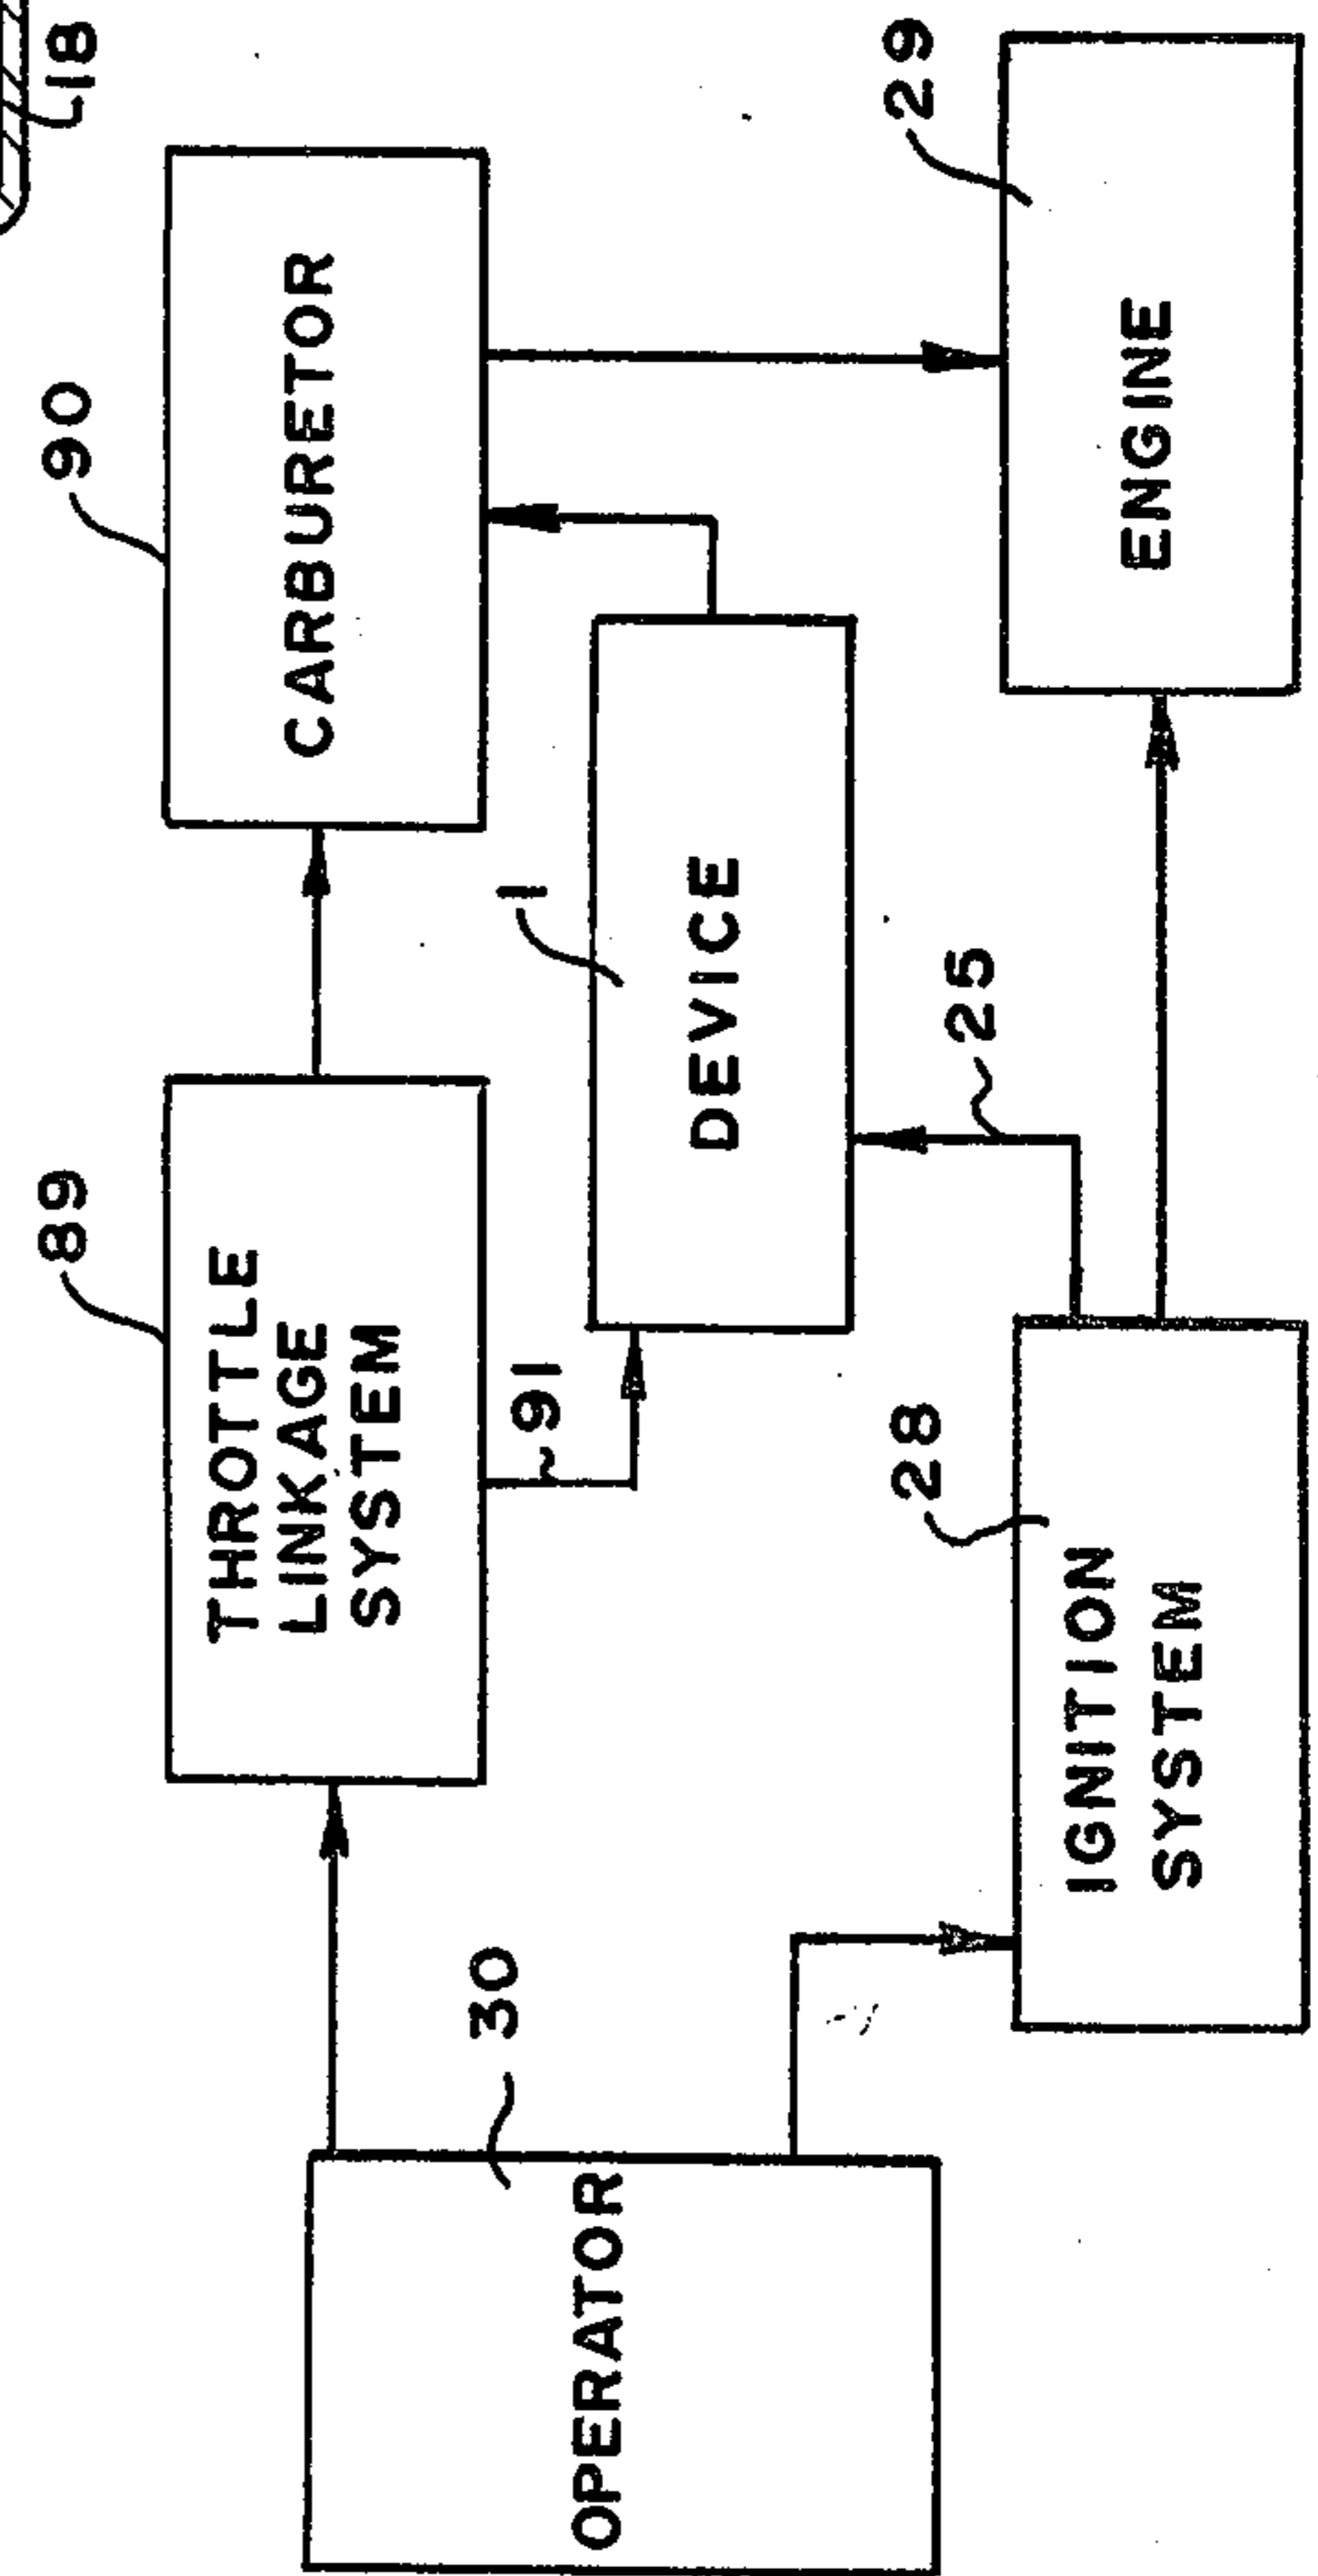 18
90
CARBURETOR
29
ENGINE
1
DEVICE
25
89
THROTTLE
LINKAGE
SYSTEM
91
28
IGNITION
SYSTEM
30
OPERATOR